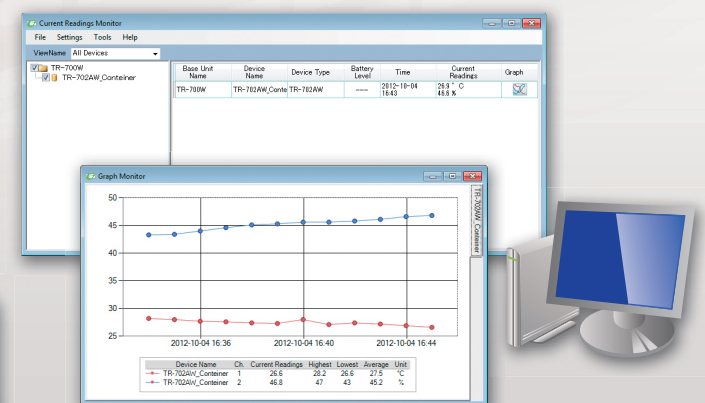 Current Readings Monitor
File Settings Tools Help
ViewName All Devices
TR-700W
TR-702AW_Conteiner
Base Unit Name Device Name Device Type Battery Level Time Current Readings Graph
TR-700W TR-702AW_Conte TR-702AW --- 2012-10-04 16:43 26.9 ° C 46.6 %
Graph Monitor
TR-702AW_Conteiner
50
45
40
35
30
25
2012-10-04 16:36 2012-10-04 16:40 2012-10-04 16:44
Device Name Ch. Current Readings Highest Lowest Average Unit
TR-702AW_Conteiner 1 26.6 28.2 26.6 27.5 °C
TR-702AW_Conteiner 2 46.8 47 43 45.2 %